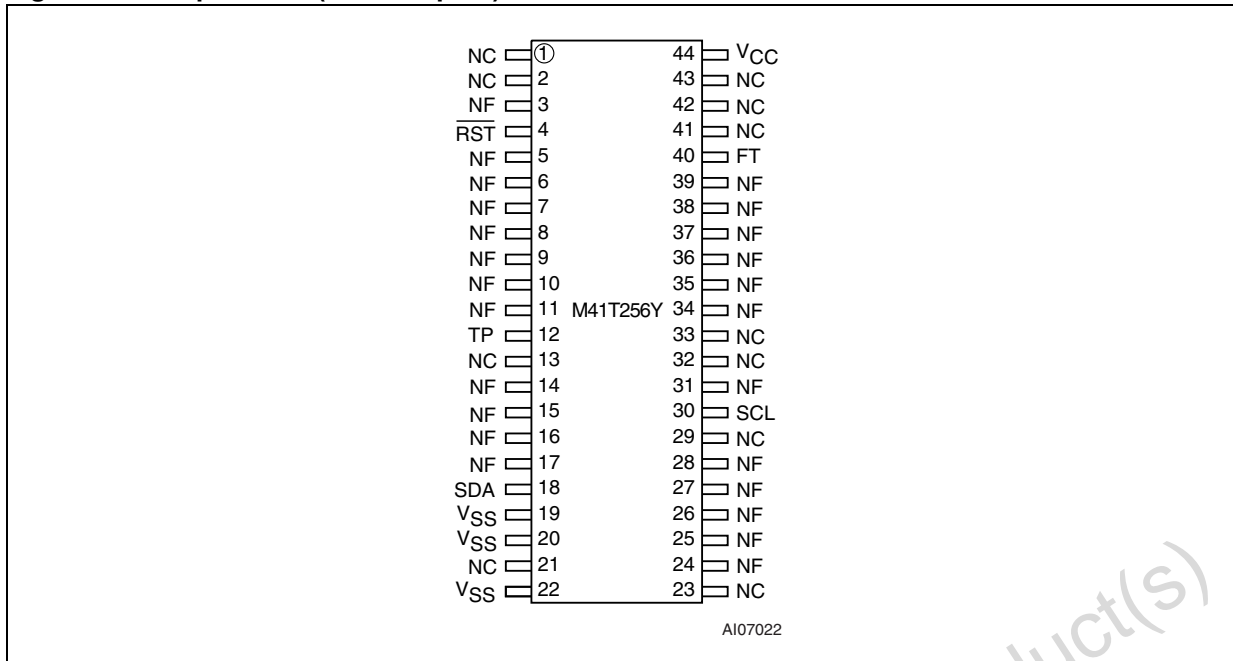 NC 1 44 VCC
NC 2 43 NC
NF 3 42 NC
RST 4 41 NC
NF 5 40 FT
NF 6 39 NF
NF 7 38 NF
NF 8 37 NF
NF 9 36 NF
NF 10 35 NF
NF 11 M41T256Y 34 NF
TP 12 33 NC
NC 13 32 NC
NF 14 31 NF
NF 15 30 SCL
NF 16 29 NC
NF 17 28 NF
SDA 18 27 NF
VSS 19 26 NF
VSS 20 25 NF
NC 21 24 NF
VSS 22 23 NC
AI07022